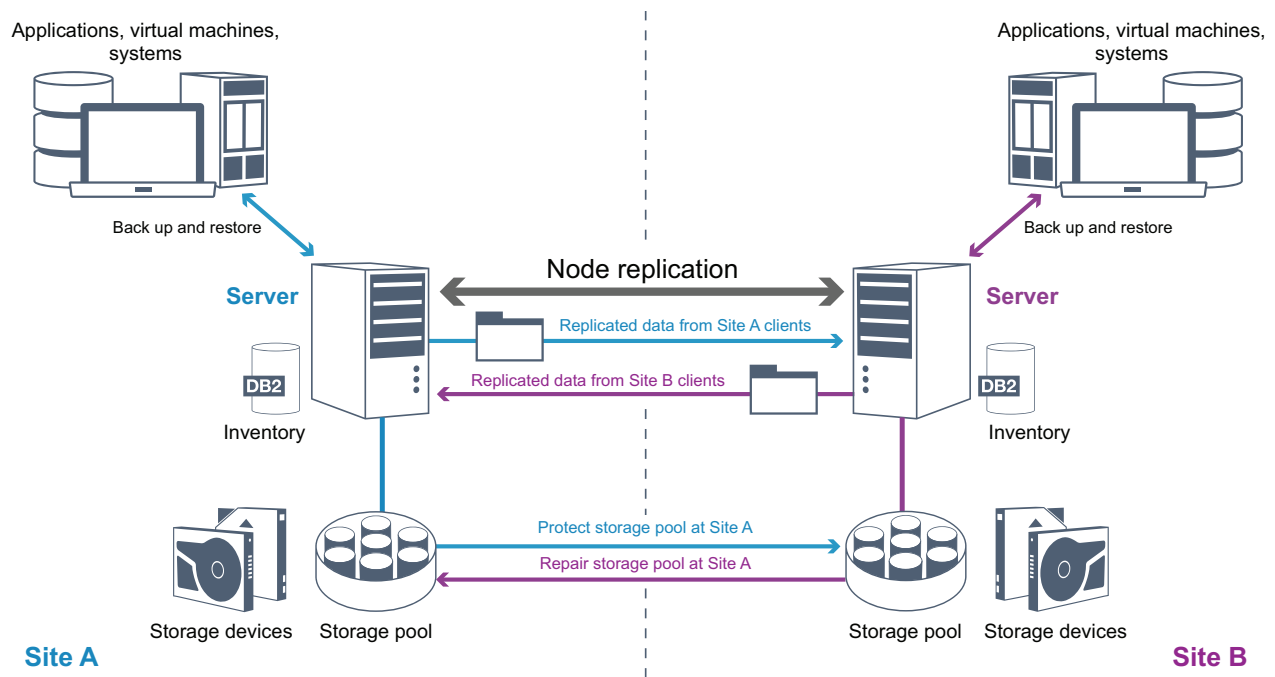 Applications, virtual machines,
systems
Applications, virtual machines,
systems
Back up and restore
Back up and restore
Node replication
Server
Server
Replicated data from Site A clients
Replicated data from Site B clients
DB2
DB2
Inventory
Inventory
Protect storage pool at Site A
Repair storage pool at Site A
Storage devices
Storage pool
Storage pool
Storage devices
Site A
Site B